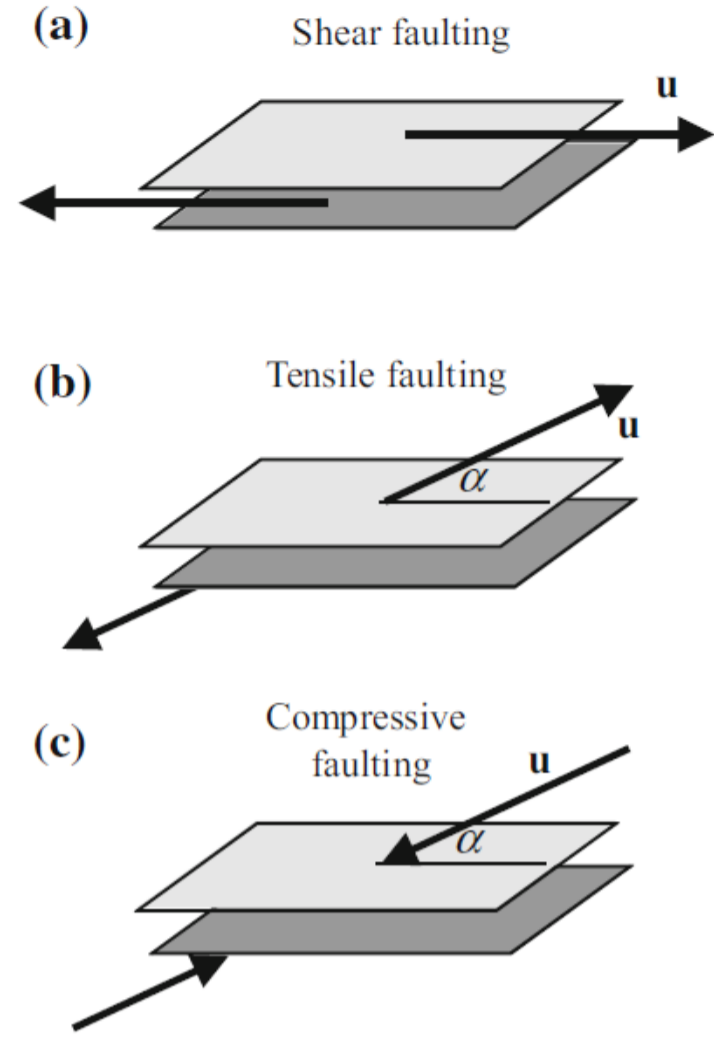 (a)
Shear faulting
u
(b)
Tensile faulting
u
α
(c)
Compressive
faulting
u
α